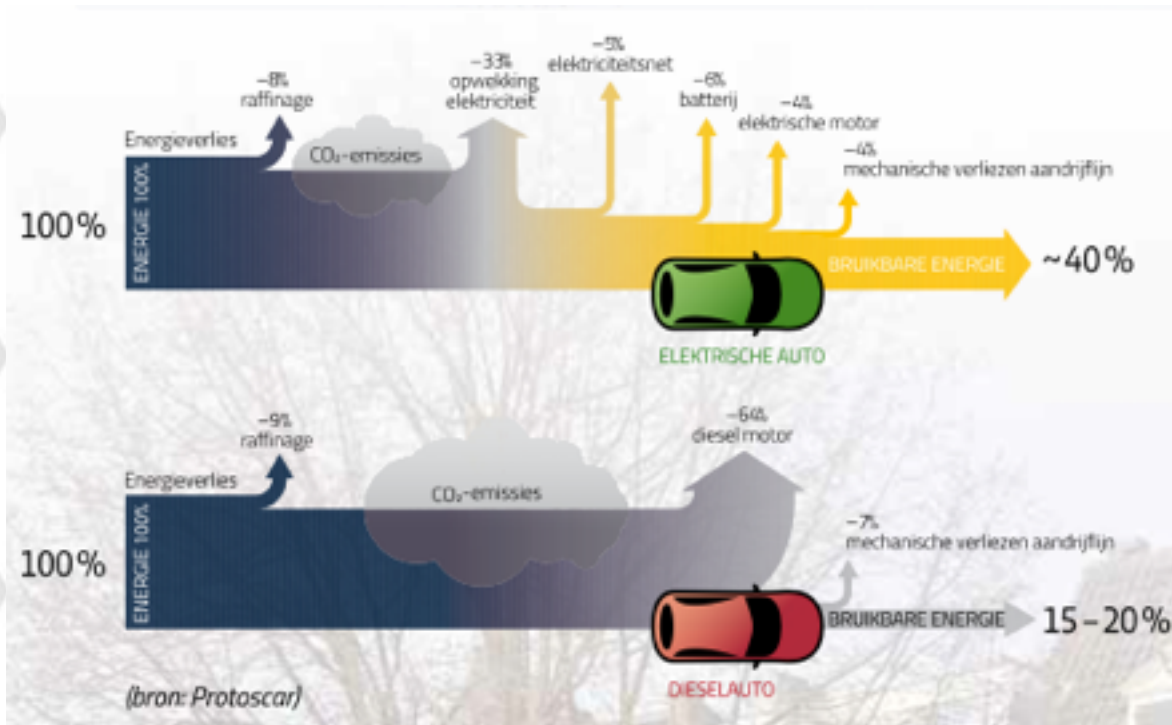 –5%
elektriciteitsnet
–33%
opwekking
elektriciteit
–8%
raffinage
–6%
batterij
–4%
elektrische motor
–4%
mechanische verliezen aandrijflijn
Energieverlies
CO₂-emissies
100%
ENERGIE 100%
BRUIKBARE ENERGIE
~40%
ELEKTRISCHE AUTO
–9%
raffinage
–64%
diesel motor
Energieverlies
CO₂-emissies
–7%
mechanische verliezen aandrijflijn
100%
ENERGIE 100%
BRUIKBARE ENERGIE
15–20%
DIESELAUTO
(bron: Protoscar)